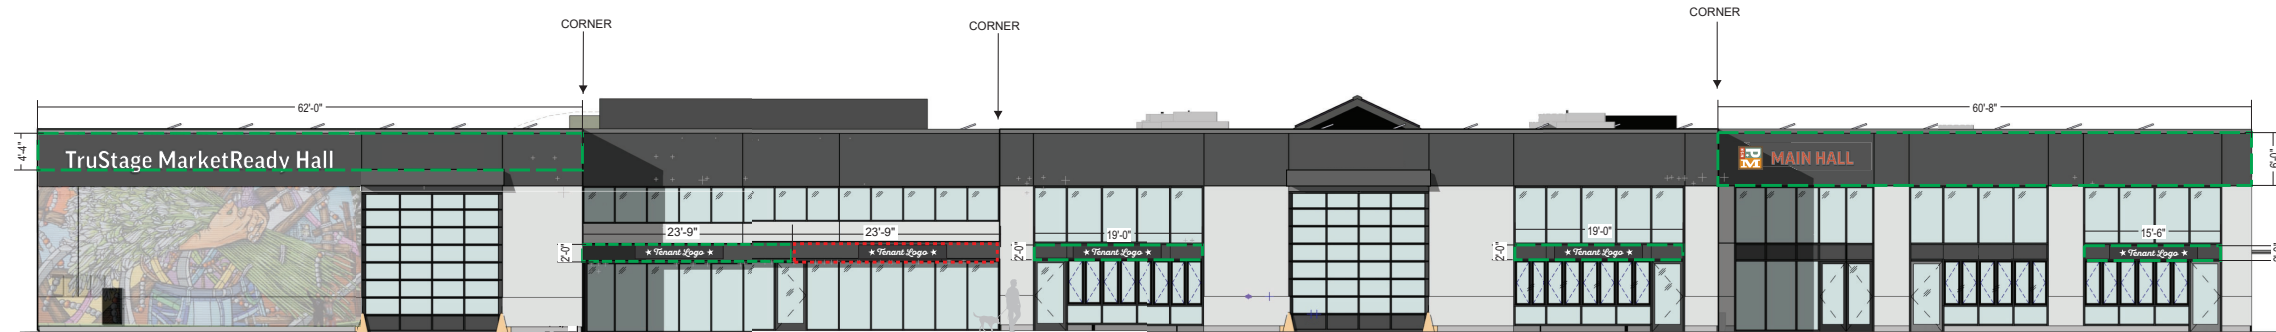 CORNER
CORNER
CORNER
62'-0"
60'-8"
4'-4"
TruStage MarketReady Hall
PM MAIN HALL
6'-0"
23'-9"
23'-9"
19'-0"
19'-0"
15'-6"
2'-0"
★ Tenant Logo ★
★ Tenant Logo ★
2'-0"
★ Tenant Logo ★
2'-0"
★ Tenant Logo ★
★ Tenant Logo ★